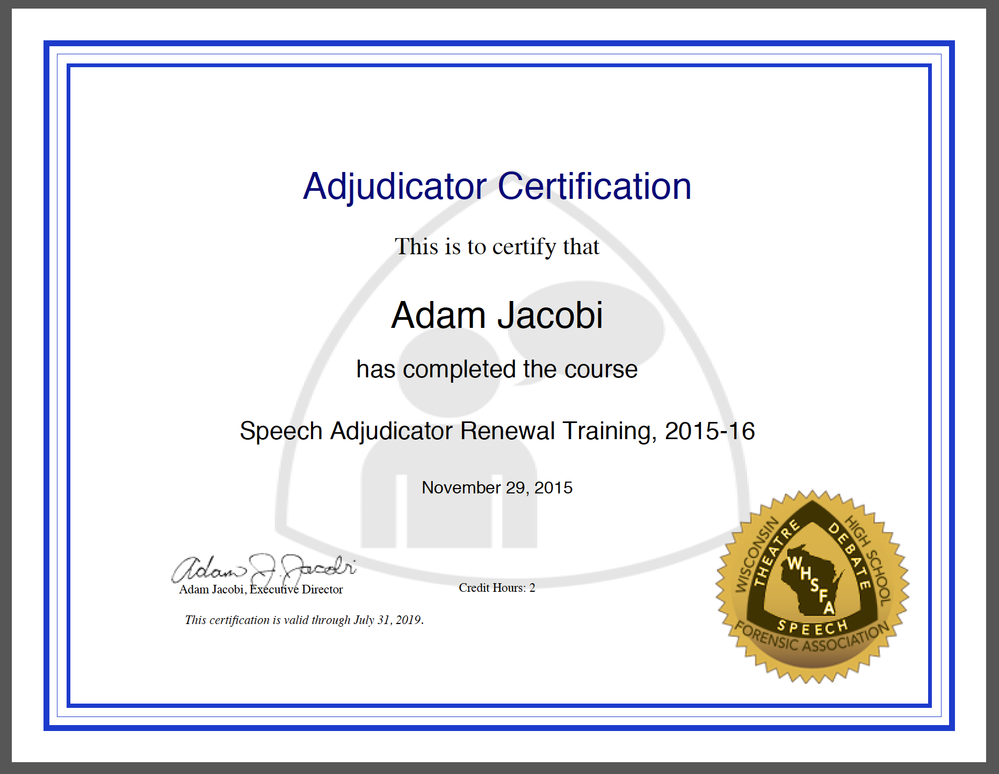 Adjudicator Certification
This is to certify that
Adam Jacobi
has completed the course
Speech Adjudicator Renewal Training, 2015-16
November 29, 2015
Adam J. Jacobi
Adam Jacobi, Executive Director
Credit Hours: 2
This certification is valid through July 31, 2019.
WISCONSIN HIGH SCHOOL
THEATRE DEBATE
WHSFA
SPEECH
FORENSIC ASSOCIATION